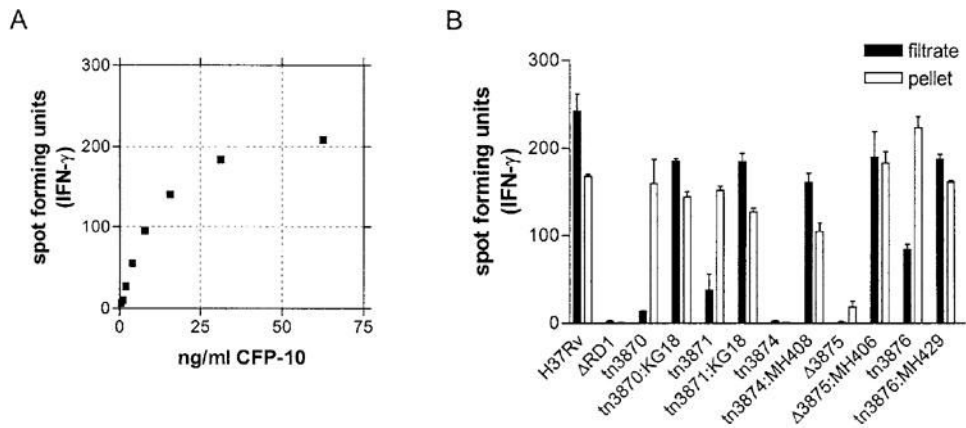 A
300
200
100
0
spot forming units
(IFN-γ)
0 25 50 75
ng/ml CFP-10
B
filtrate
pellet
300
200
100
0
spot forming units
(IFN-γ)
H37Rv
ΔRD1
tn3870
tn3870:KG18
tn3871
tn3871:KG18
tn3874
tn3874:MH408
Δ3875
Δ3875:MH406
tn3876
tn3876:MH429